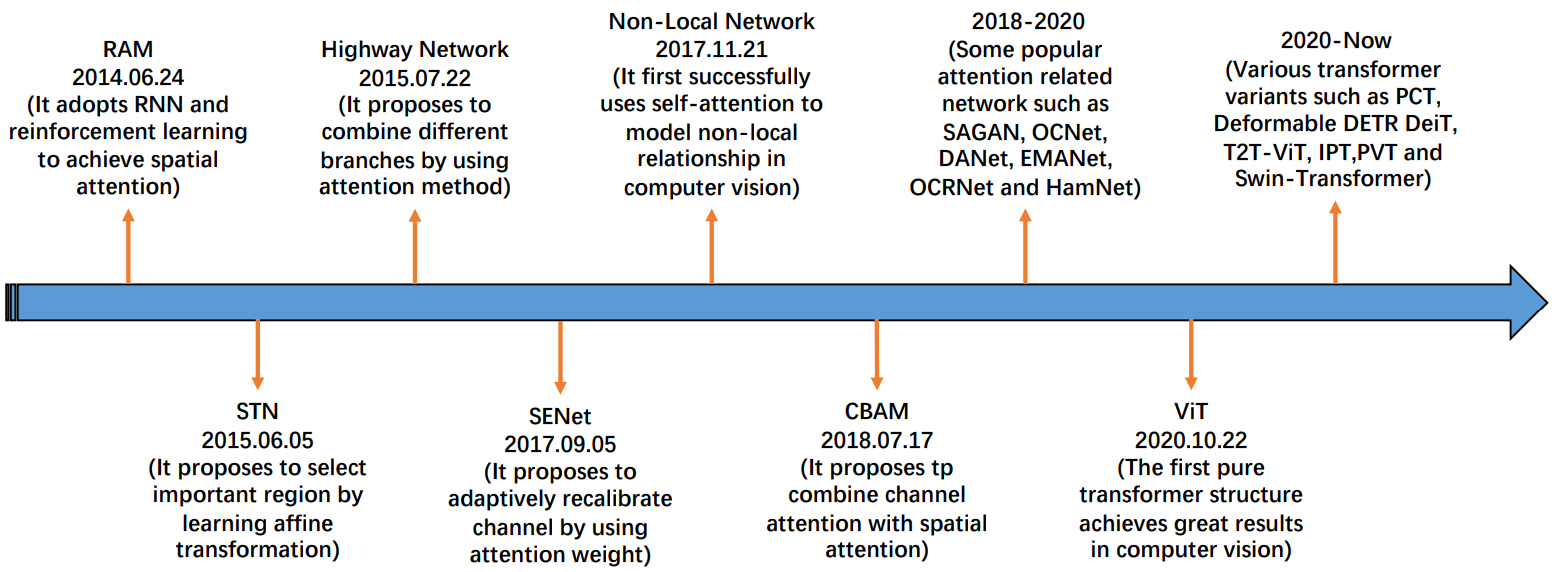 RAM
2014.06.24
(It adopts RNN and
reinforcement learning
to achieve spatial
attention)
Highway Network
2015.07.22
(It proposes to
combine different
branches by using
attention method)
Non-Local Network
2017.11.21
(It first successfully
uses self-attention to
model non-local
relationship in
computer vision)
2018-2020
(Some popular
attention related
network such as
SAGAN, OCNet,
DANet, EMANet,
OCRNet and HamNet)
2020-Now
(Various transformer
variants such as PCT,
Deformable DETR DeiT,
T2T-ViT, IPT,PVT and
Swin-Transformer)
STN
2015.06.05
(It proposes to select
important region by
learning affine
transformation)
SENet
2017.09.05
(It proposes to
adaptively recalibrate
channel by using
attention weight)
CBAM
2018.07.17
(It proposes tp
combine channel
attention with spatial
attention)
ViT
2020.10.22
(The first pure
transformer structure
achieves great results
in computer vision)